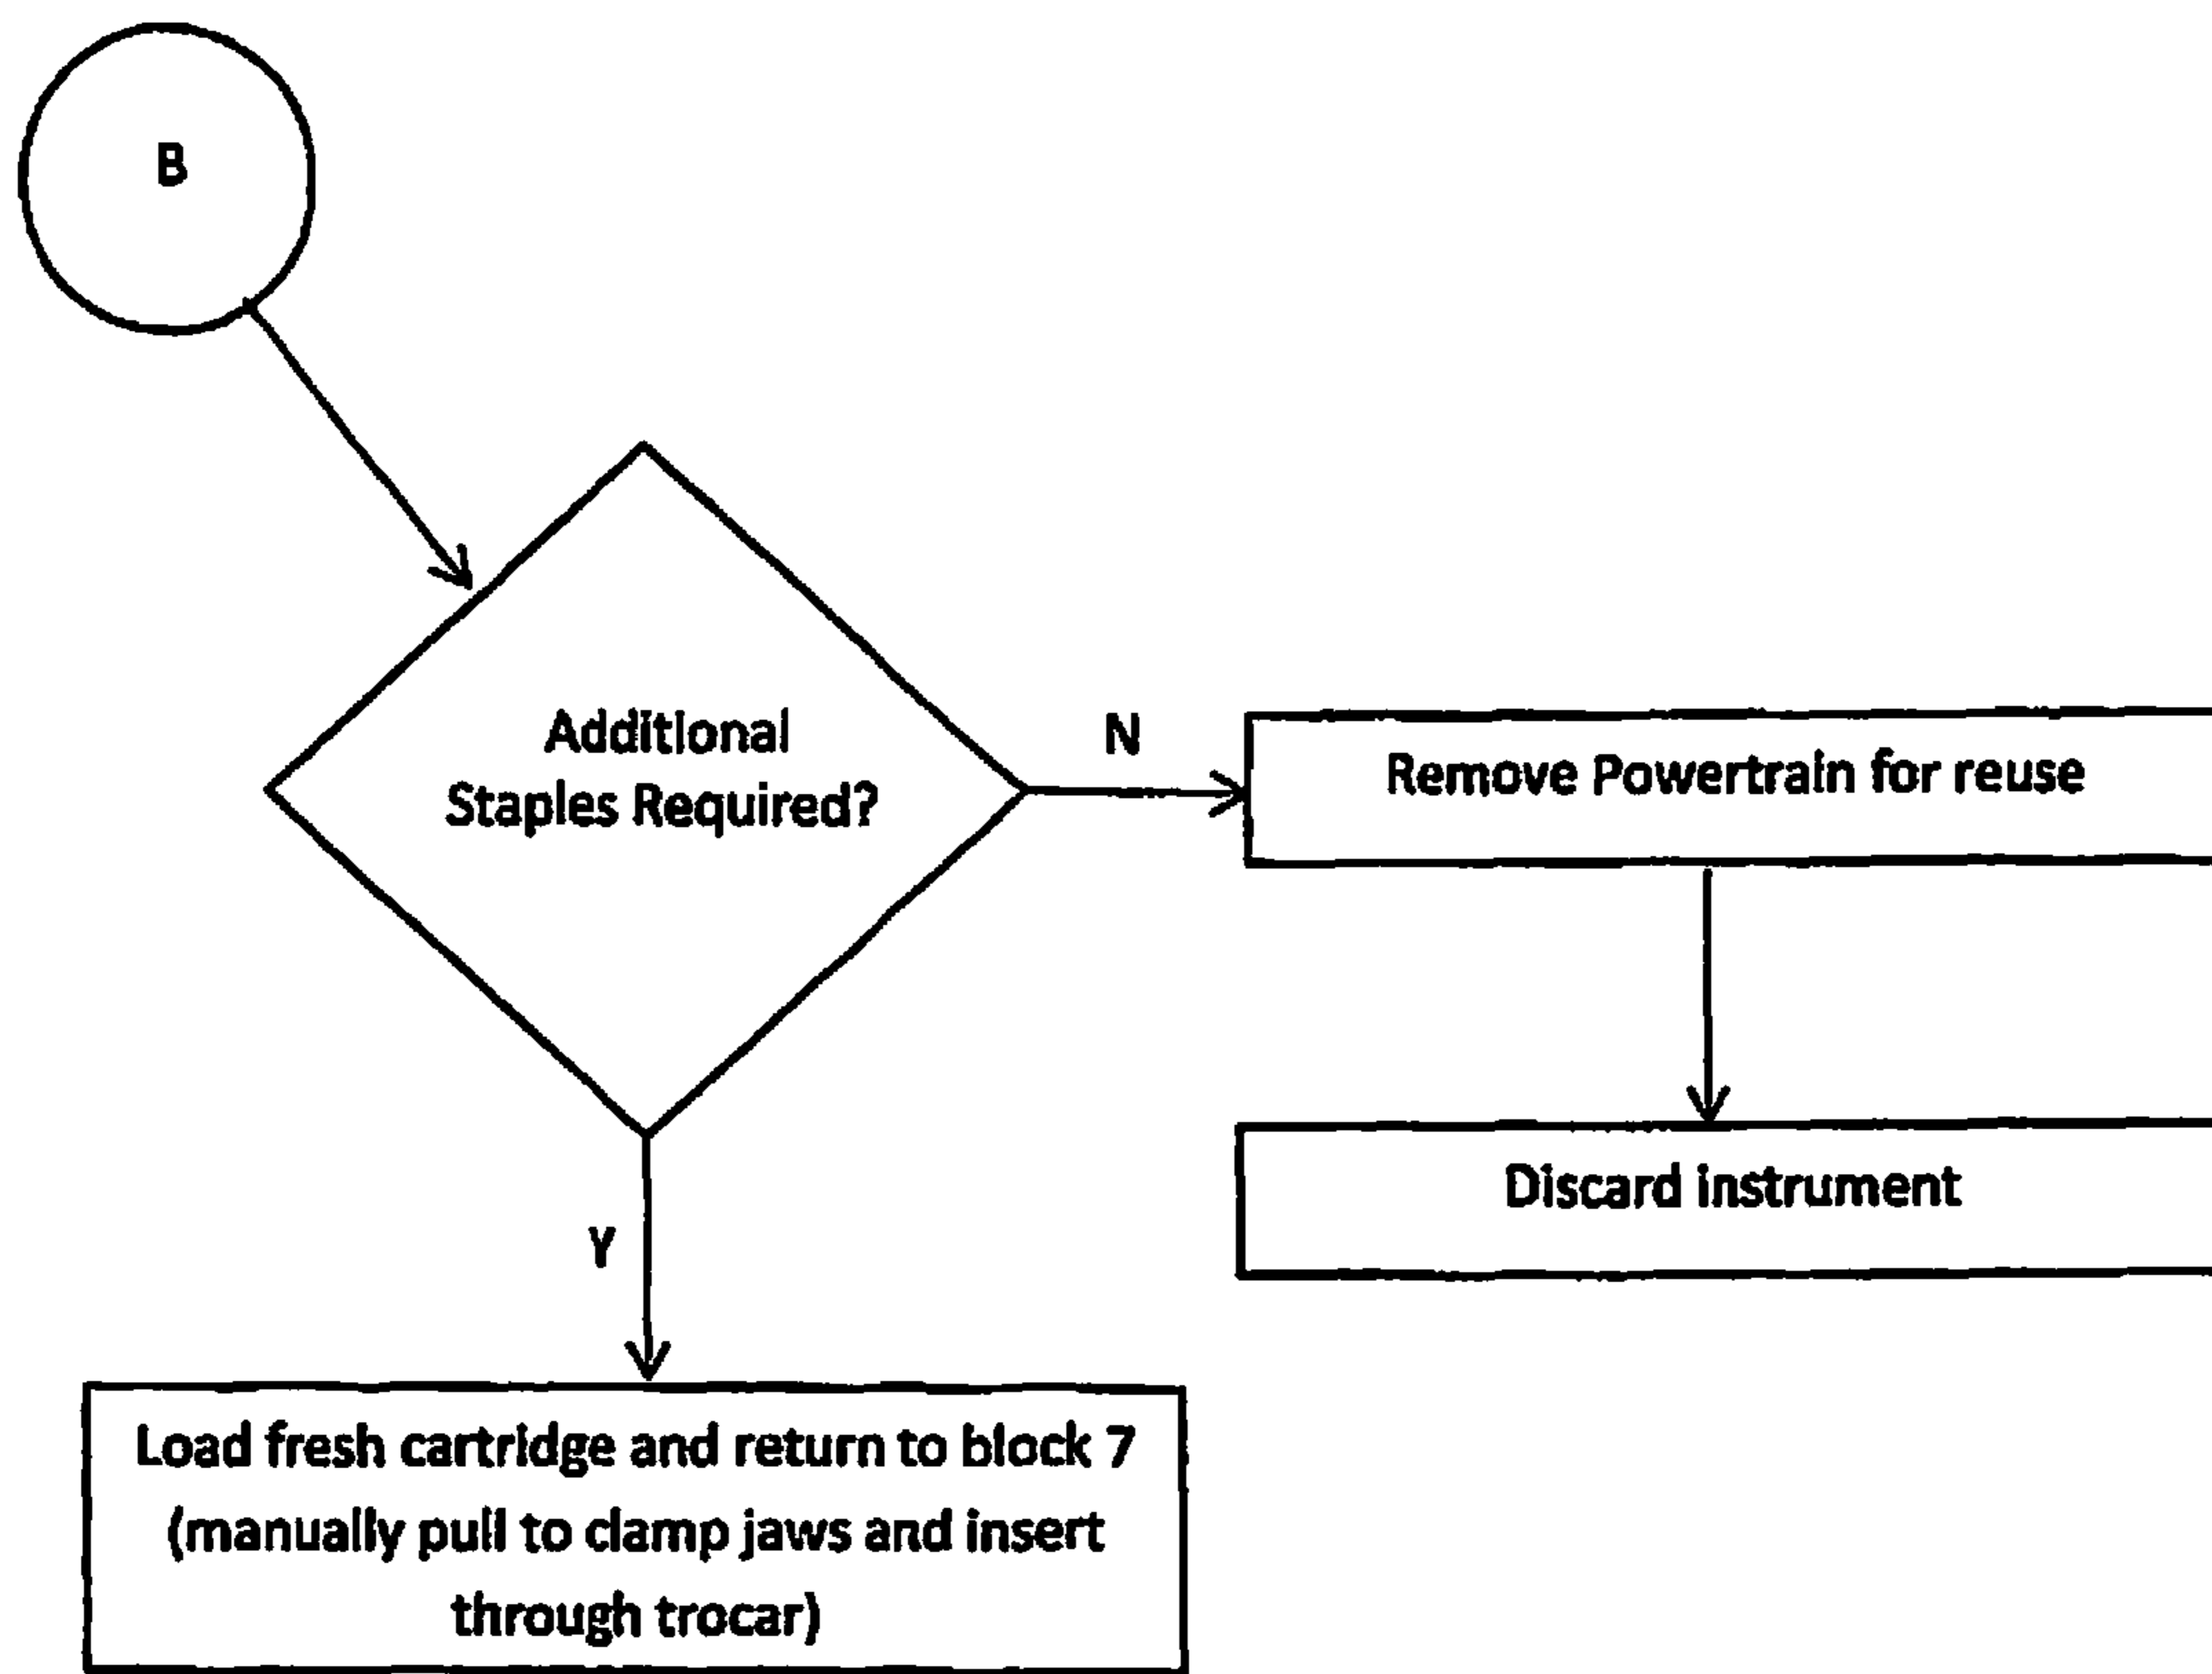 B
Additional
Staples Required?
N
Remove Powertrain for reuse
Discard instrument
Y
Load fresh cartridge and return to block 7
(manually pull to clamp jaws and insert
through trocar)